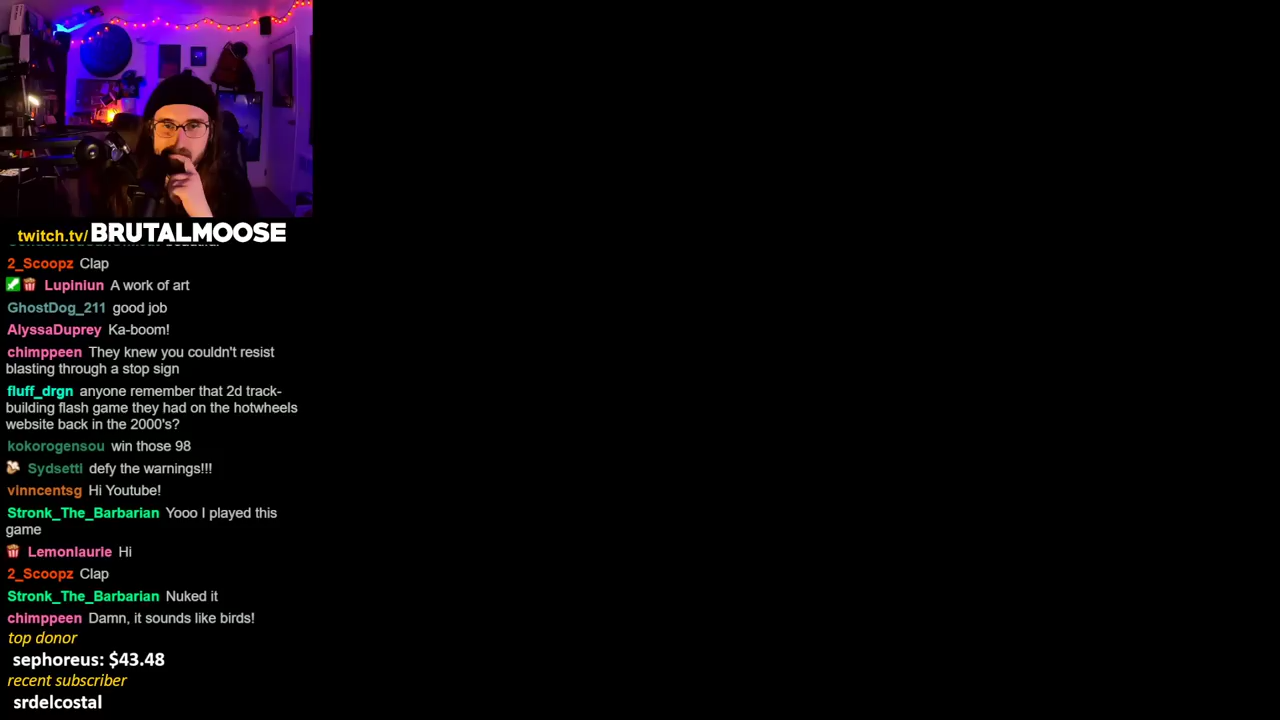 twitch.tv/BRUTALMOOSE
2_Scoopz Clap
Lupiniun A work of art
GhostDog_211 good job
AlyssaDuprey Ka-boom!
chimppeen They knew you couldn't resist
blasting through a stop sign
fluff_drgn anyone remember that 2d track-
building flash game they had on the hotwheels
website back in the 2000's?
kokorogensou win those 98
Sydsetti defy the warnings!!!
vinncentsg Hi Youtube!
Stronk_The_Barbarian Yooo I played this
game
Lemonlaurie Hi
2_Scoopz Clap
Stronk_The_Barbarian Nuked it
chimppeen Damn, it sounds like birds!
top donor
sephoreus: $43.48
recent subscriber
srdelcostal